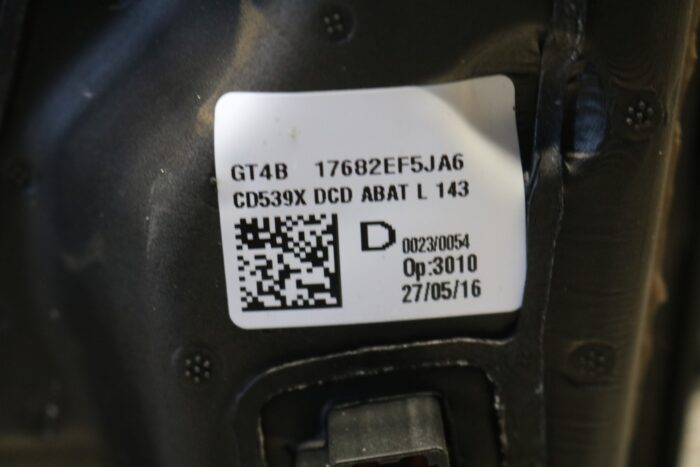 GT4B 17682EF5JA6
CD539X DCD ABAT L 143
D 0023/0054
Op:3010
27/05/16